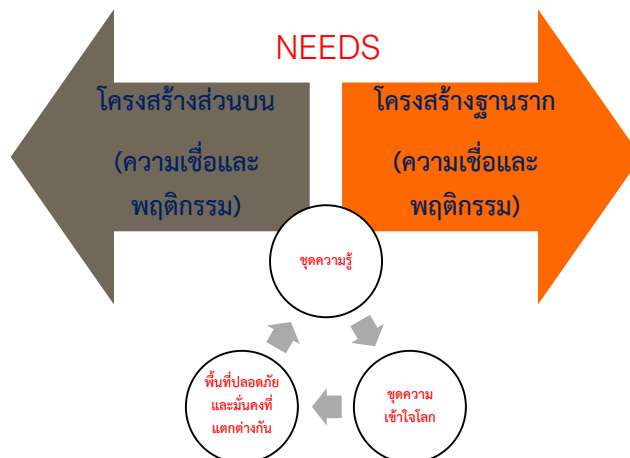 NEEDS
โครงสร้างส่วนบน
(ความเชื่อและ
พฤติกรรม)
โครงสร้างฐานราก
(ความเชื่อและ
พฤติกรรม)
ชุดความรู้
พื้นที่ปลอดภัย
และมั่นคงที่
แตกต่างกัน
ชุดความ
เข้าใจโลก